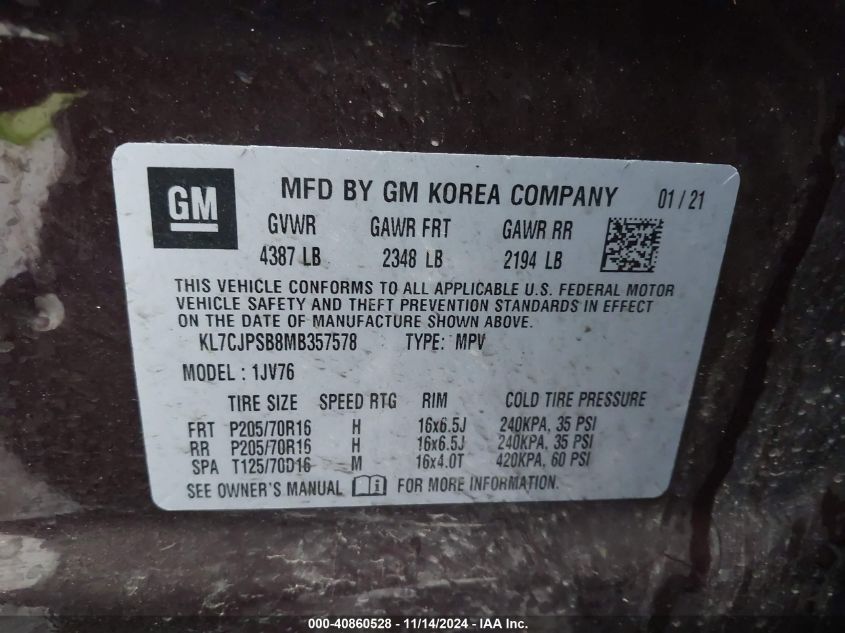 GM
MFD BY GM KOREA COMPANY 01/21
GVWR GAWR FRT GAWR RR
4387 LB 2348 LB 2194 LB
THIS VEHICLE CONFORMS TO ALL APPLICABLE U.S. FEDERAL MOTOR
VEHICLE SAFETY AND THEFT PREVENTION STANDARDS IN EFFECT
ON THE DATE OF MANUFACTURE SHOWN ABOVE.
KL7CJPSB8MB357578 TYPE: MPV
MODEL : 1JV76
TIRE SIZE SPEED RTG RIM COLD TIRE PRESSURE
FRT P205/70R16 H 16x6.5J 240KPA, 35 PSI
RR P205/70R16 H 16x6.5J 240KPA, 35 PSI
SPA T125/70D16 M 16x4.0T 420KPA, 60 PSI
SEE OWNER'S MANUAL FOR MORE INFORMATION.
000-40860528 - 11/14/2024 - IAAI.com